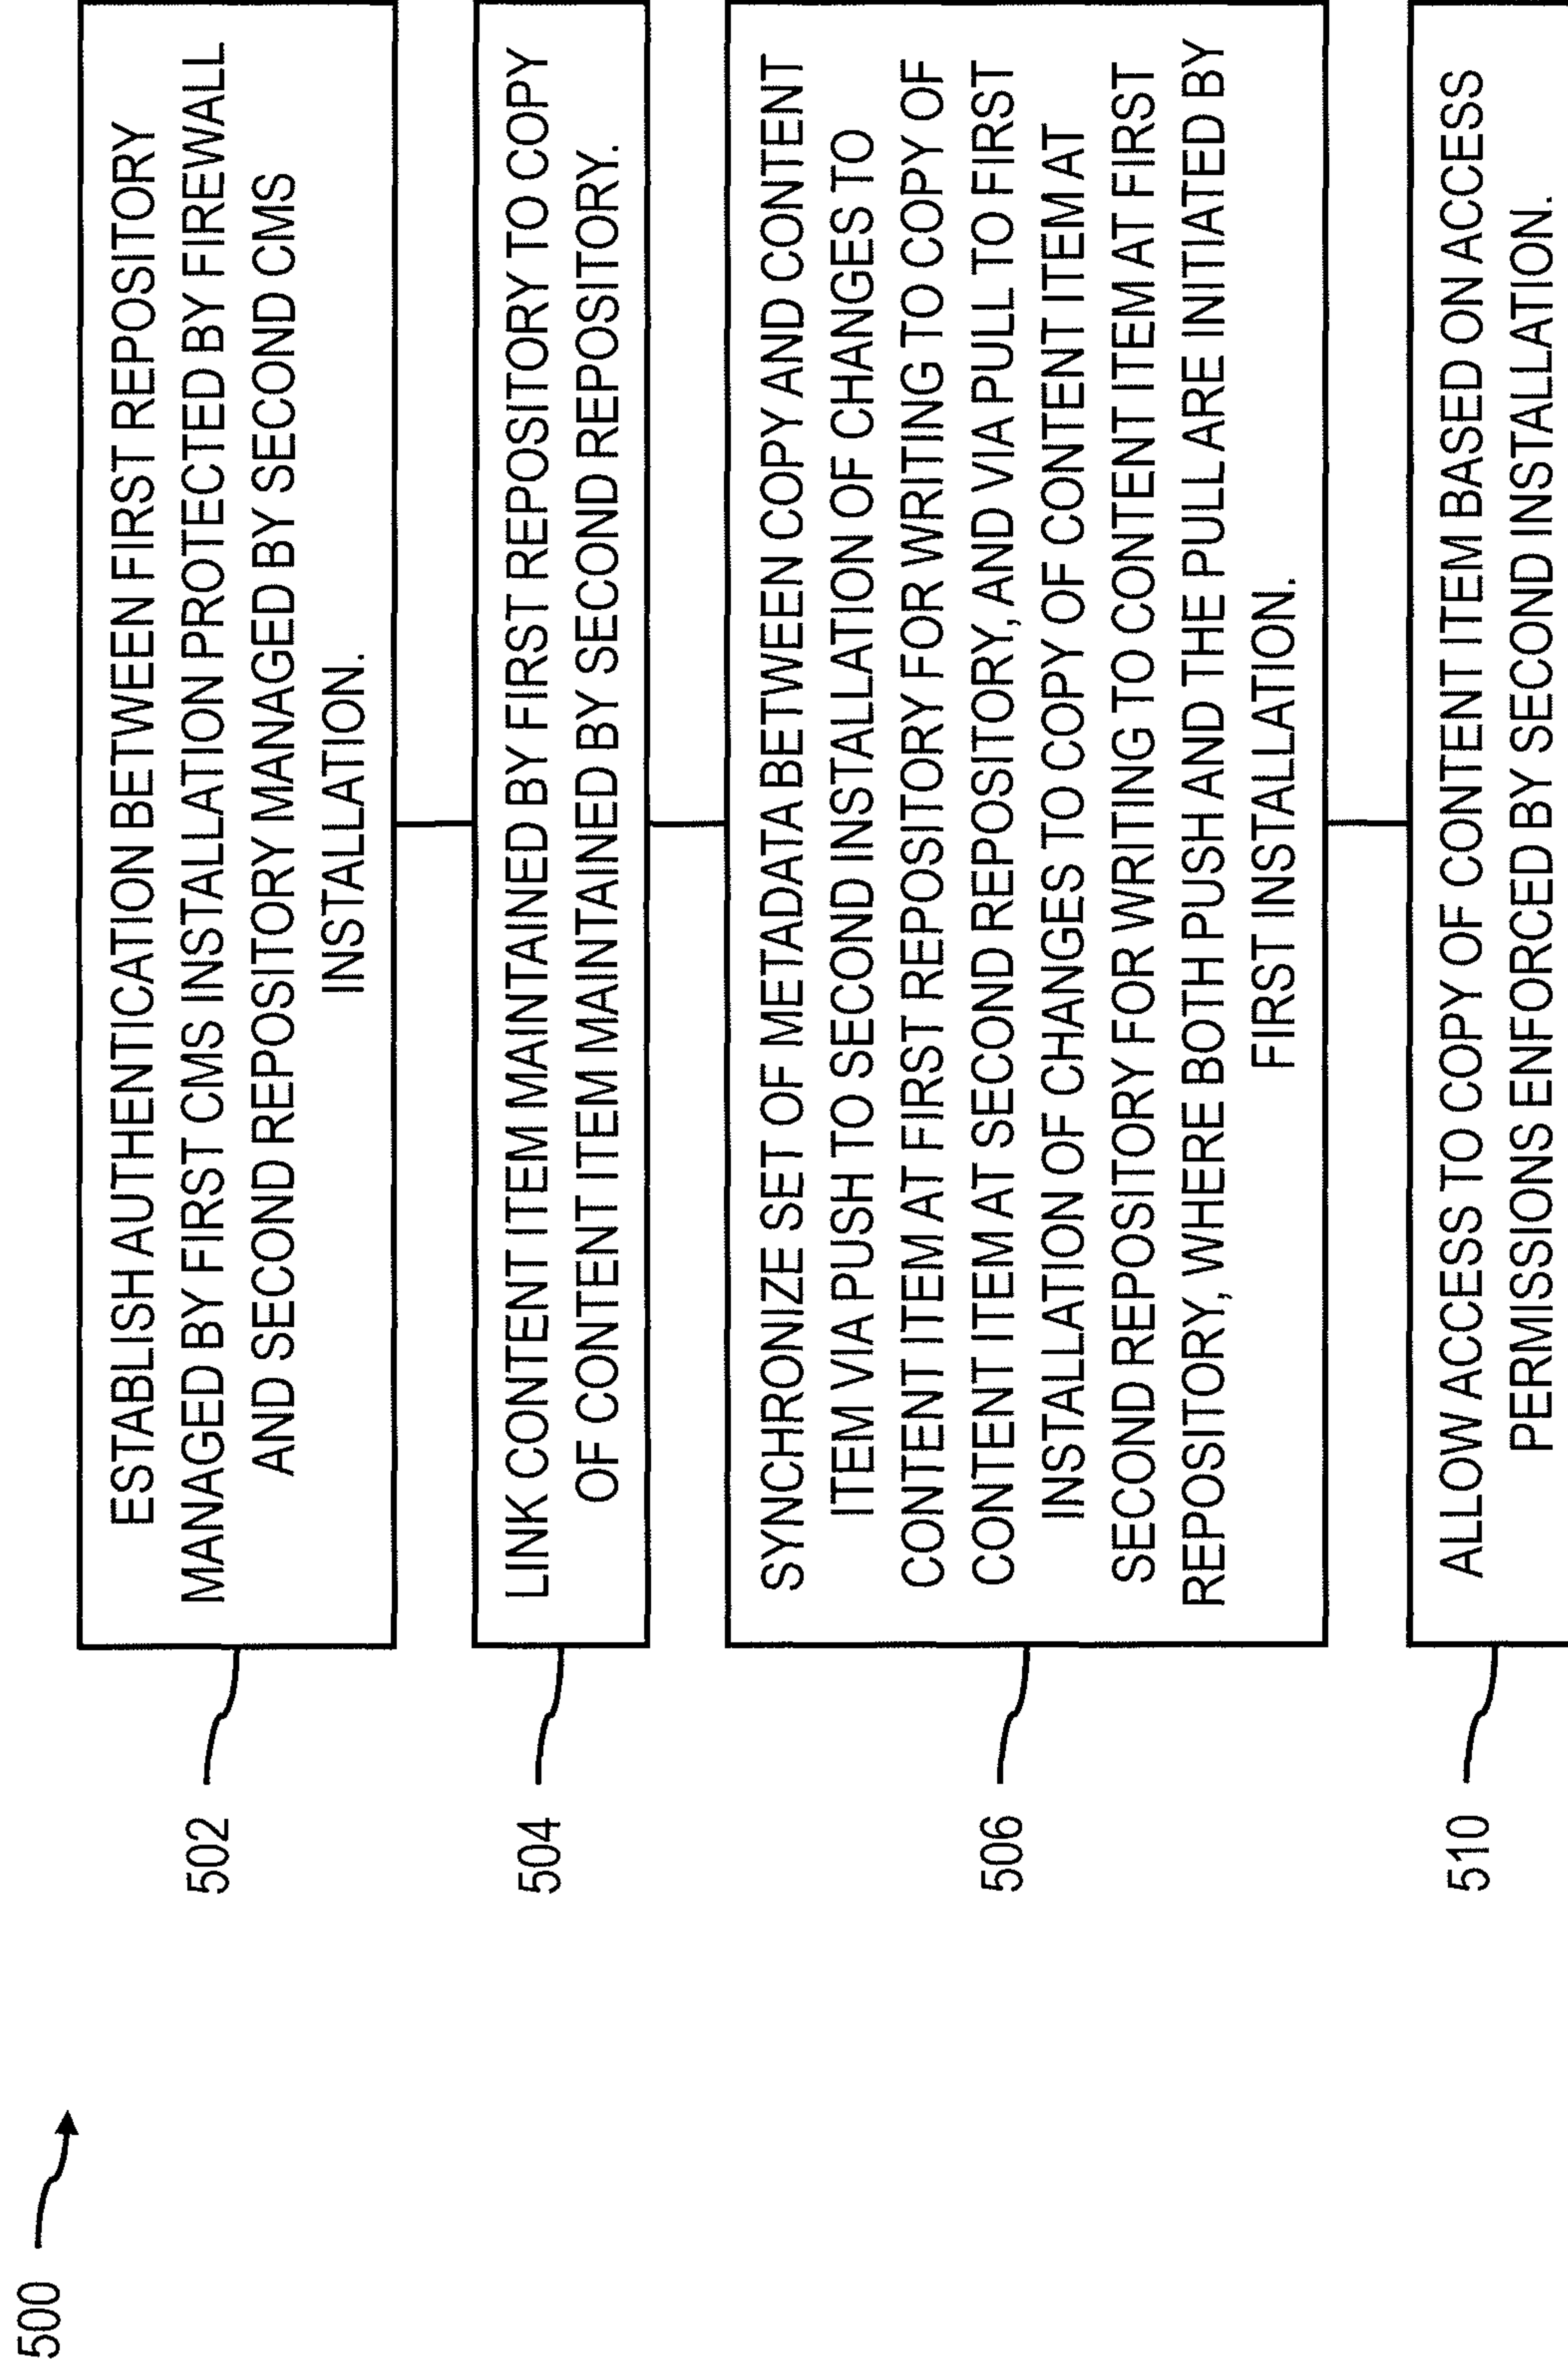 500
502
ESTABLISH AUTHENTICATION BETWEEN FIRST REPOSITORY
MANAGED BY FIRST CMS INSTALLATION PROTECTED BY FIREWALL
AND SECOND REPOSITORY MANAGED BY SECOND CMS
INSTALLATION.
504
LINK CONTENT ITEM MAINTAINED BY FIRST REPOSITORY TO COPY
OF CONTENT ITEM MAINTAINED BY SECOND REPOSITORY.
506
SYNCHRONIZE SET OF METADATA BETWEEN COPY AND CONTENT
ITEM VIA PUSH TO SECOND INSTALLATION OF CHANGES TO
CONTENT ITEM AT FIRST REPOSITORY FOR WRITING TO COPY OF
CONTENT ITEM AT SECOND REPOSITORY, AND VIA PULL TO FIRST
INSTALLATION OF CHANGES TO COPY OF CONTENT ITEM AT
SECOND REPOSITORY FOR WRITING TO CONTENT ITEM AT FIRST
REPOSITORY, WHERE BOTH PUSH AND THE PULL ARE INITIATED BY
FIRST INSTALLATION.
510
ALLOW ACCESS TO COPY OF CONTENT ITEM BASED ON ACCESS
PERMISSIONS ENFORCED BY SECOND INSTALLATION.